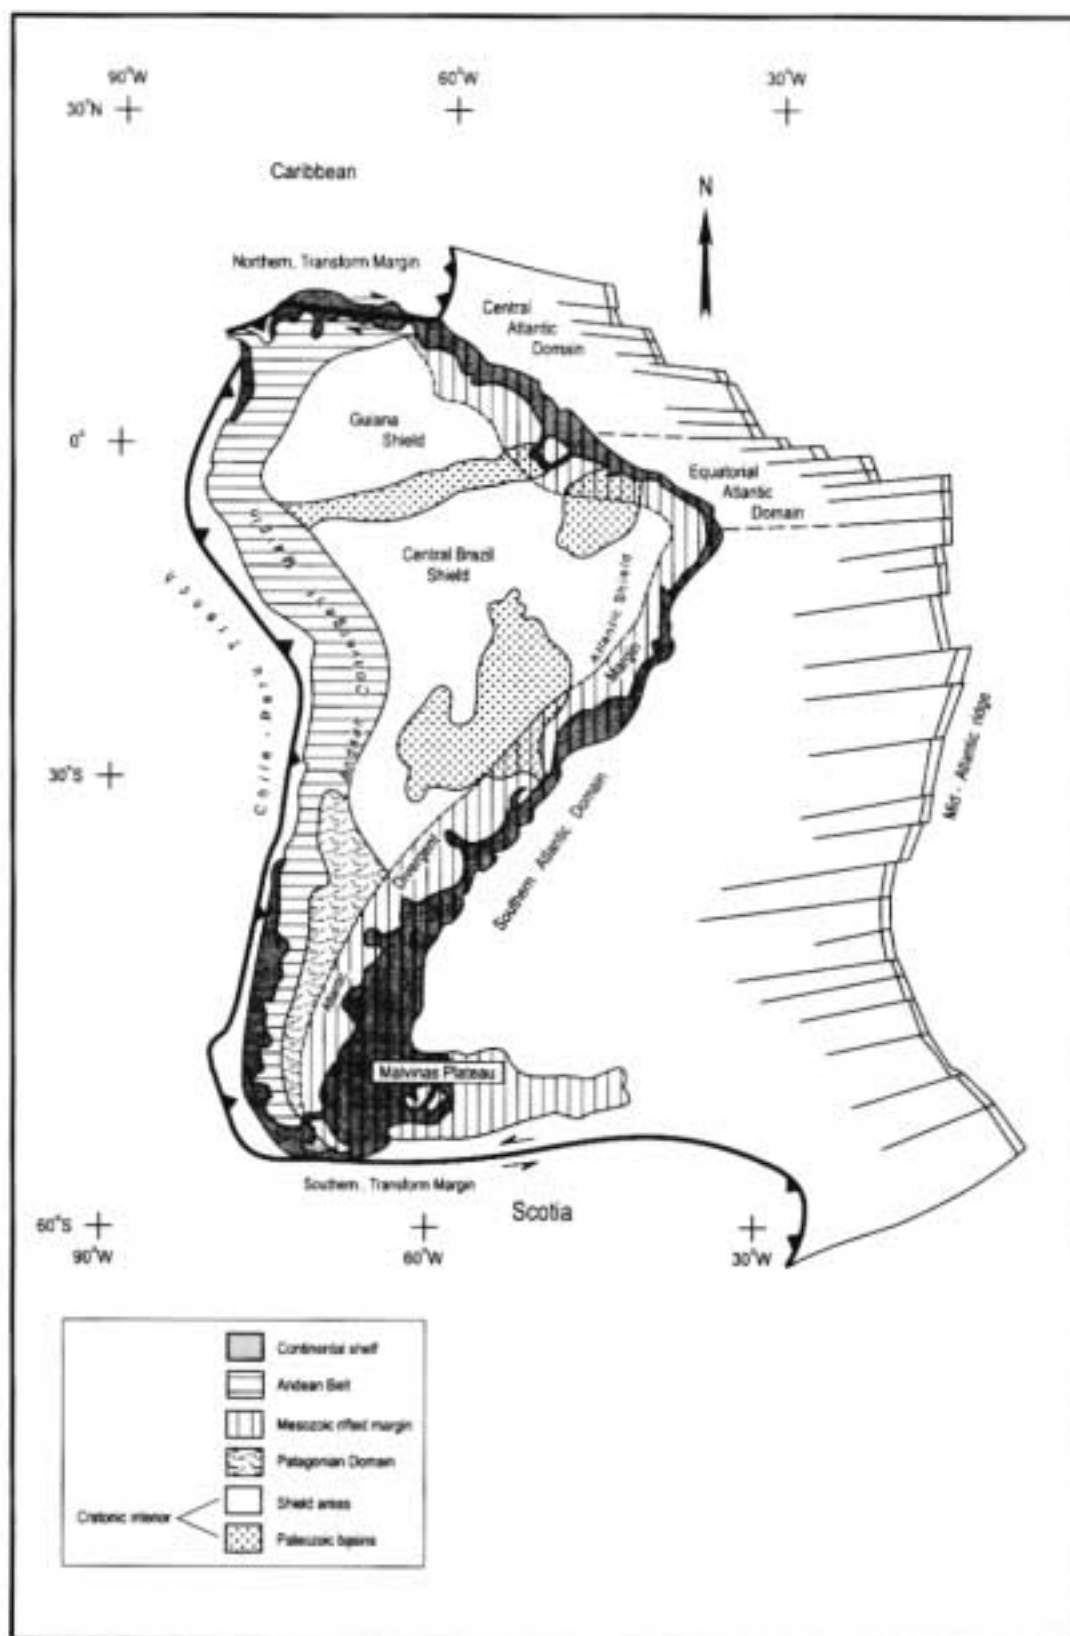 90°W
60°W
30°W
30°N
Caribbean
N
Northern Transform Margin
Central
Atlantic
Domain
Guiana
Shield
0°
Equatorial
Atlantic
Domain
Central Brazil
Shield
Atlantic Shield
Margin
Chile - Peru Trench
30°S
Mid - Atlantic ridge
Divergent
Southern Atlantic Domain
Malvinas Plateau
Southern Transform Margin
Scotia
60°S
90°W
60°W
30°W
Continental shelf
Andean Belt
Mesozoic rifted margin
Patagonian Domain
Cratonic interior
Shield areas
Paleozoic basins